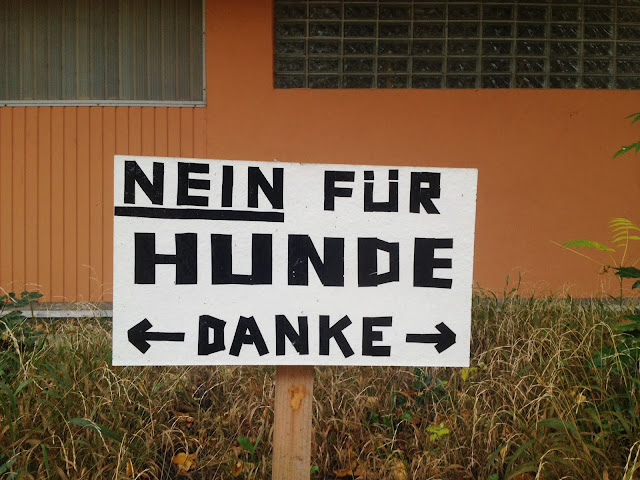 NEIN FÜR
HUNDE
← DANKE →